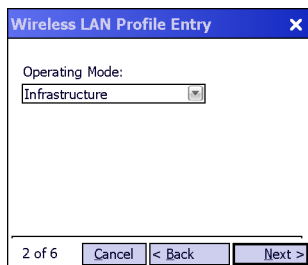 Wireless LAN Profile Entry
Operating Mode:
Infrastructure
2 of 6 Cancel < Back Next >